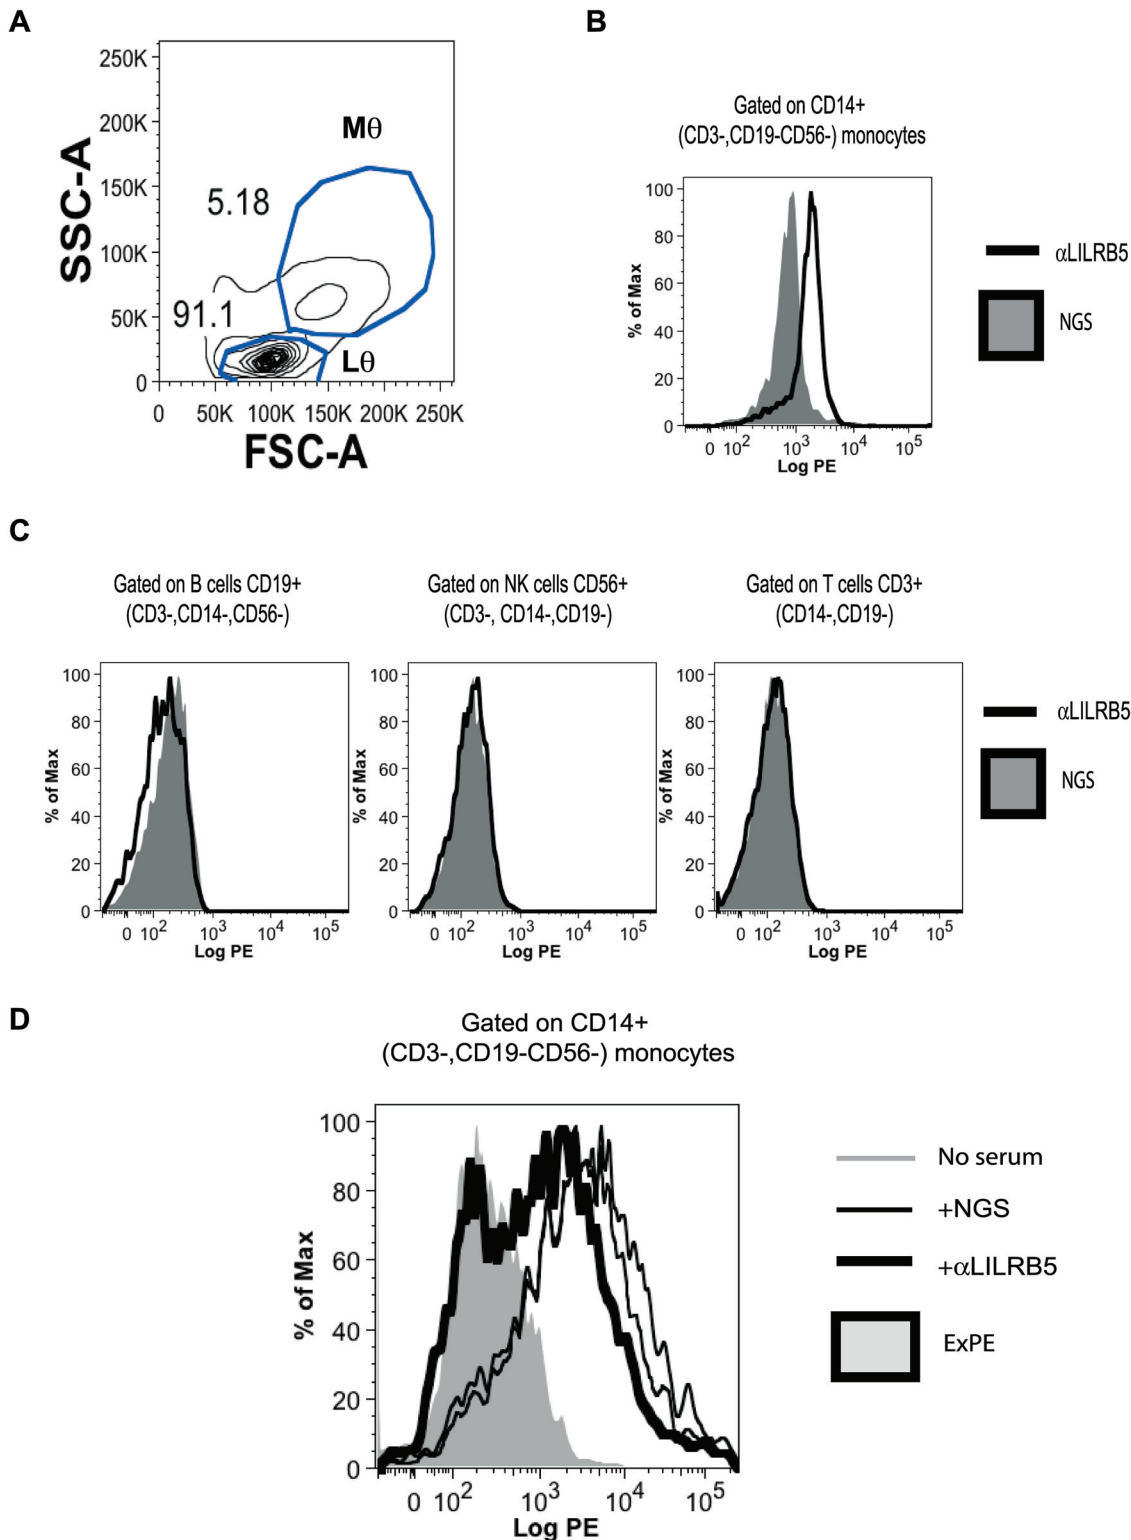 A
250K
200K
150K
100K
50K
0
SSC-A
Mθ
5.18
91.1
Lθ
0 50K 100K 150K 200K 250K
FSC-A
B
Gated on CD14+
(CD3-,CD19-CD56-) monocytes
100
80
60
40
20
0
% of Max
0 10² 10³ 10⁴ 10⁵
Log PE
αLILRB5
NGS
C
Gated on B cells CD19+
(CD3-,CD14-,CD56-)
100
80
60
40
20
0
% of Max
0 10² 10³ 10⁴ 10⁵
Log PE
Gated on NK cells CD56+
(CD3-, CD14-,CD19-)
100
80
60
40
20
0
% of Max
0 10² 10³ 10⁴ 10⁵
Log PE
Gated on T cells CD3+
(CD14-,CD19-)
100
80
60
40
20
0
% of Max
0 10² 10³ 10⁴ 10⁵
Log PE
αLILRB5
NGS
D
Gated on CD14+
(CD3-,CD19-CD56-) monocytes
100
80
60
40
20
0
% of Max
0 10² 10³ 10⁴ 10⁵
Log PE
No serum
+NGS
+αLILRB5
ExPE